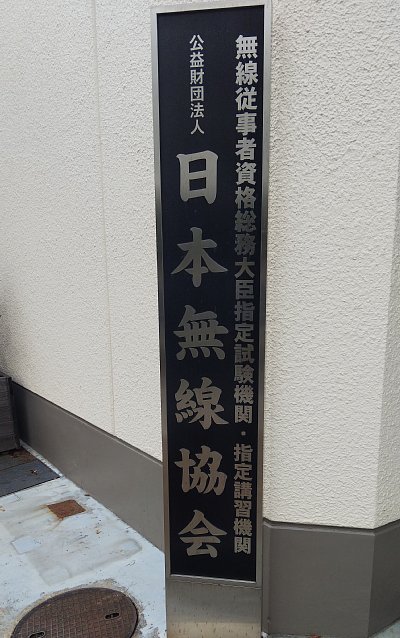 無線従事者資格総務大臣指定試験機関・指定講習機関
公益財団法人
日本無線協会